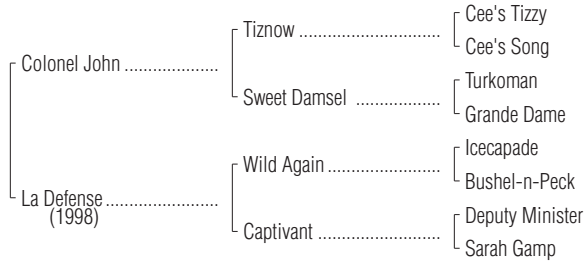 Cee's Tizzy
Tiznow ..............................
Cee's Song
Colonel John ....................
Turkoman
Sweet Damsel ..................
Grande Dame
Icecapade
Wild Again ........................
Bushel-n-Peck
La Defense ........................
(1998)
Deputy Minister
Captivant ..........................
Sarah Gamp